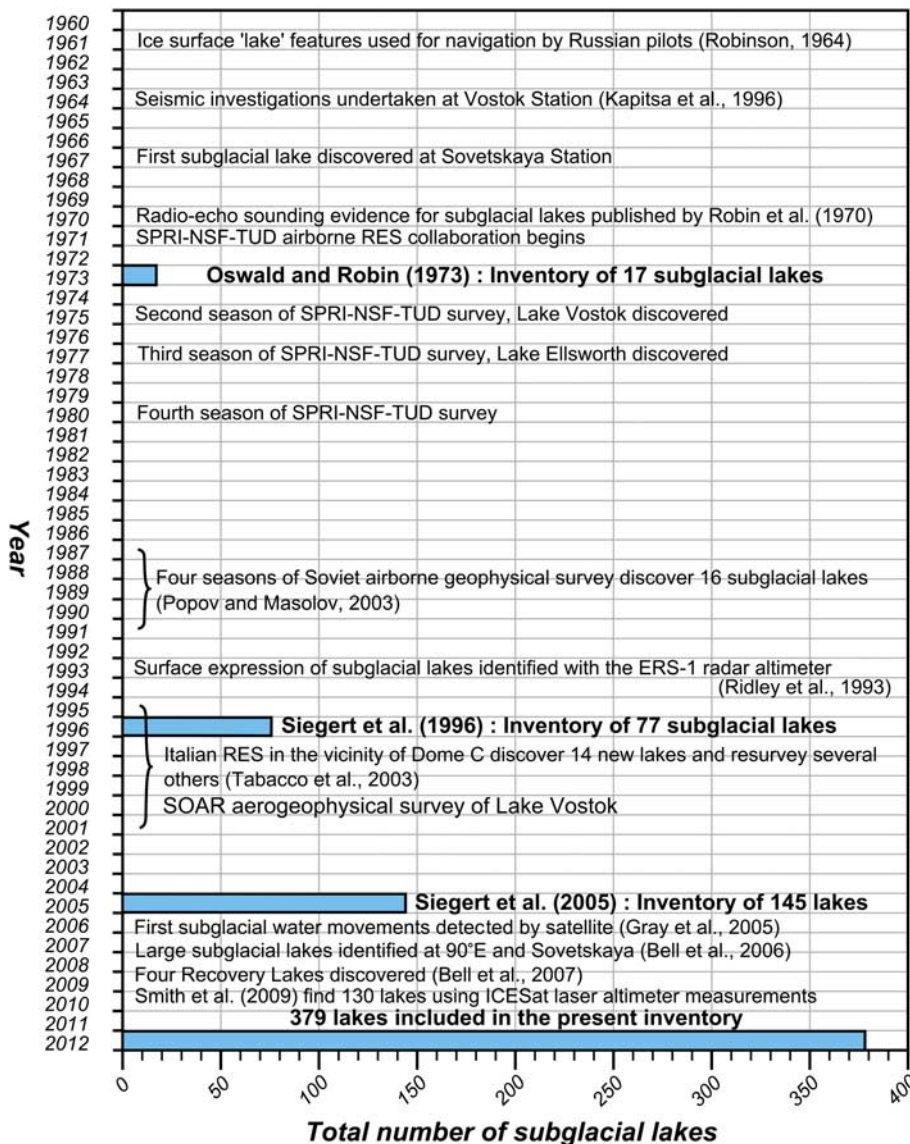 1960
1961
Ice surface 'lake' features used for navigation by Russian pilots (Robinson, 1964)
1962
1963
1964
Seismic investigations undertaken at Vostok Station (Kapitsa et al., 1996)
1965
1966
1967
First subglacial lake discovered at Sovetskaya Station
1968
1969
1970
Radio-echo sounding evidence for subglacial lakes published by Robin et al. (1970)
1971
SPRI-NSF-TUD airborne RES collaboration begins
1972
1973
Oswald and Robin (1973) : Inventory of 17 subglacial lakes
1974
1975
Second season of SPRI-NSF-TUD survey, Lake Vostok discovered
1976
1977
Third season of SPRI-NSF-TUD survey, Lake Ellsworth discovered
1978
1979
1980
Fourth season of SPRI-NSF-TUD survey
1981
1982
1983
1984
1985
1986
1987
1988
Four seasons of Soviet airborne geophysical survey discover 16 subglacial lakes
1989
(Popov and Masolov, 2003)
1990
1991
1992
1993
Surface expression of subglacial lakes identified with the ERS-1 radar altimeter
1994
(Ridley et al., 1993)
1995
1996
Siegert et al. (1996) : Inventory of 77 subglacial lakes
1997
Italian RES in the vicinity of Dome C discover 14 new lakes and resurvey several
1998
others (Tabacco et al., 2003)
1999
2000
SOAR aerogeophysical survey of Lake Vostok
2001
2002
2003
2004
2005
Siegert et al. (2005) : Inventory of 145 lakes
2006
First subglacial water movements detected by satellite (Gray et al., 2005)
2007
Large subglacial lakes identified at 90°E and Sovetskaya (Bell et al., 2006)
2008
Four Recovery Lakes discovered (Bell et al., 2007)
2009
Smith et al. (2009) find 130 lakes using ICESat laser altimeter measurements
2010
2011
379 lakes included in the present inventory
2012
Year
0 50 100 150 200 250 300 350 400
Total number of subglacial lakes